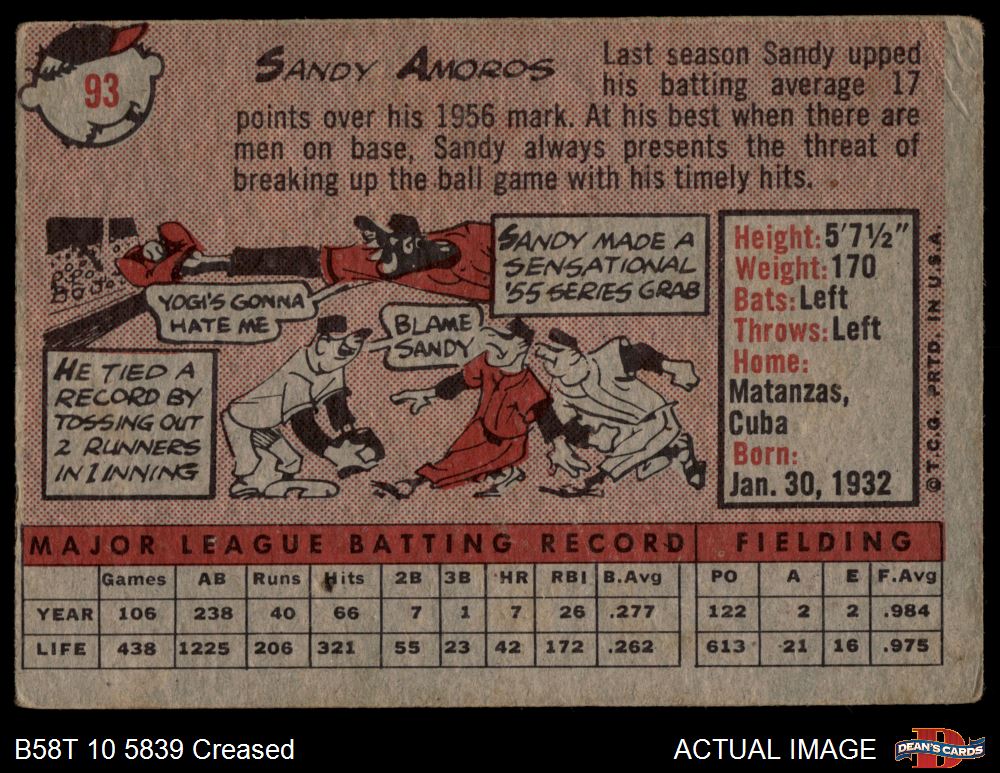 93
SANDY AMOROS
Last season Sandy upped
his batting average 17
points over his 1956 mark. At his best when there are
men on base, Sandy always presents the threat of
breaking up the ball game with his timely hits.
SANDY MADE A
SENSATIONAL
'55 SERIES GRAB
YOGI'S GONNA
HATE ME
BLAME
SANDY
HE TIED A
RECORD BY
TOSSING OUT
2 RUNNERS
IN 1 INNING
Height: 5'7½"
Weight: 170
Bats: Left
Throws: Left
Home:
Matanzas,
Cuba
Born:
Jan. 30, 1932
© T.C.G. PRTD. IN U.S.A.
MAJOR LEAGUE BATTING RECORD FIELDING
Games AB Runs Hits 2B 3B HR RBI B.Avg PO A E F.Avg
YEAR 106 238 40 66 7 1 7 26 .277 122 2 2 .984
LIFE 438 1225 206 321 55 23 42 172 .262 613 21 16 .975
B58T 10 5839 Creased
ACTUAL IMAGE
DEAN'S CARDS